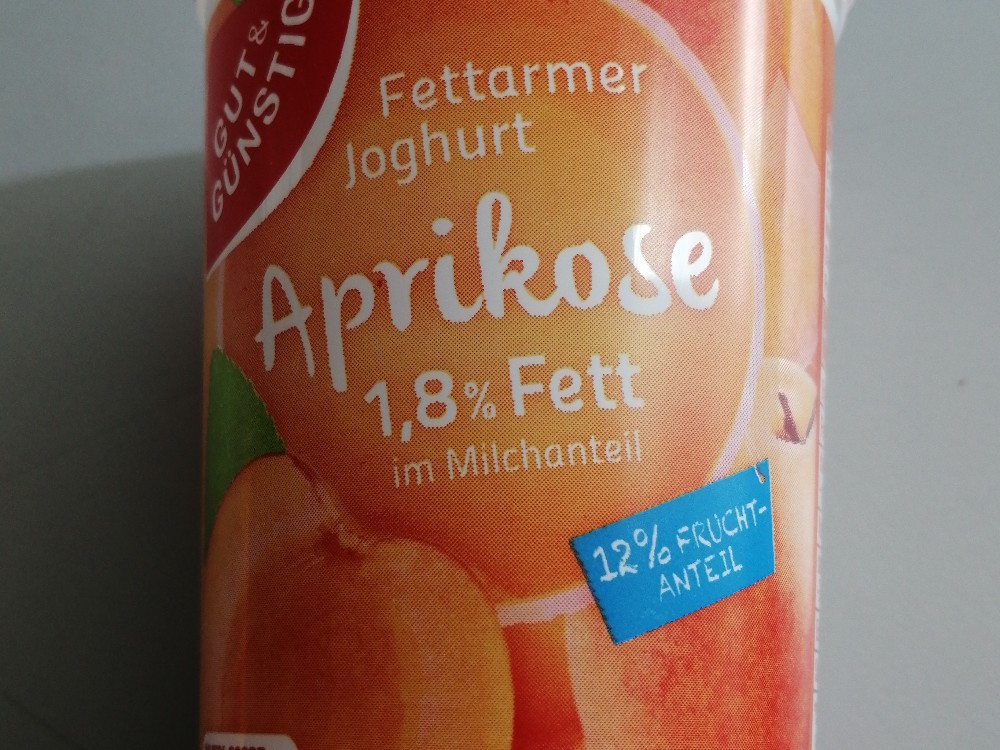 GUT &
GÜNSTIG
Fettarmer
Joghurt
Aprikose
1,8% Fett
im Milchanteil
12% FRUCHT-
ANTEIL